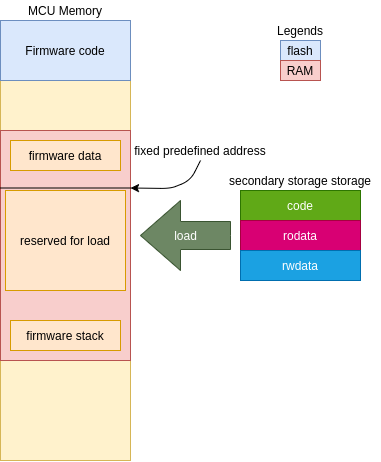 MCU Memory
Firmware code
Legends
flash
RAM
firmware data
fixed predefined address
secondary storage storage
reserved for load
load
code
rodata
rwdata
firmware stack